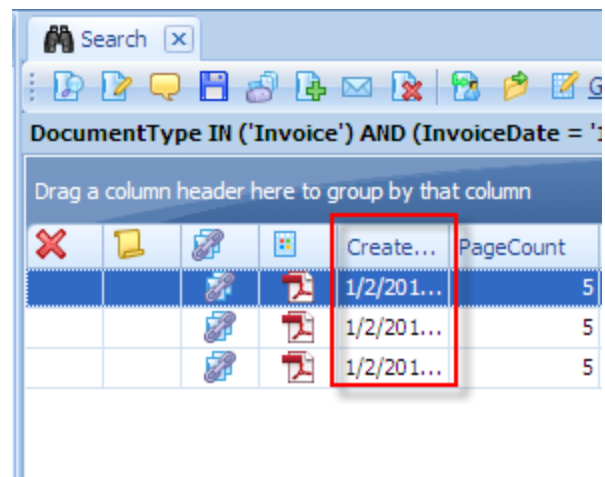 Search
G
DocumentType IN ('Invoice') AND (InvoiceDate = '1
Drag a column header here to group by that column
Create... PageCount
1/2/201... 5
1/2/201... 5
1/2/201... 5